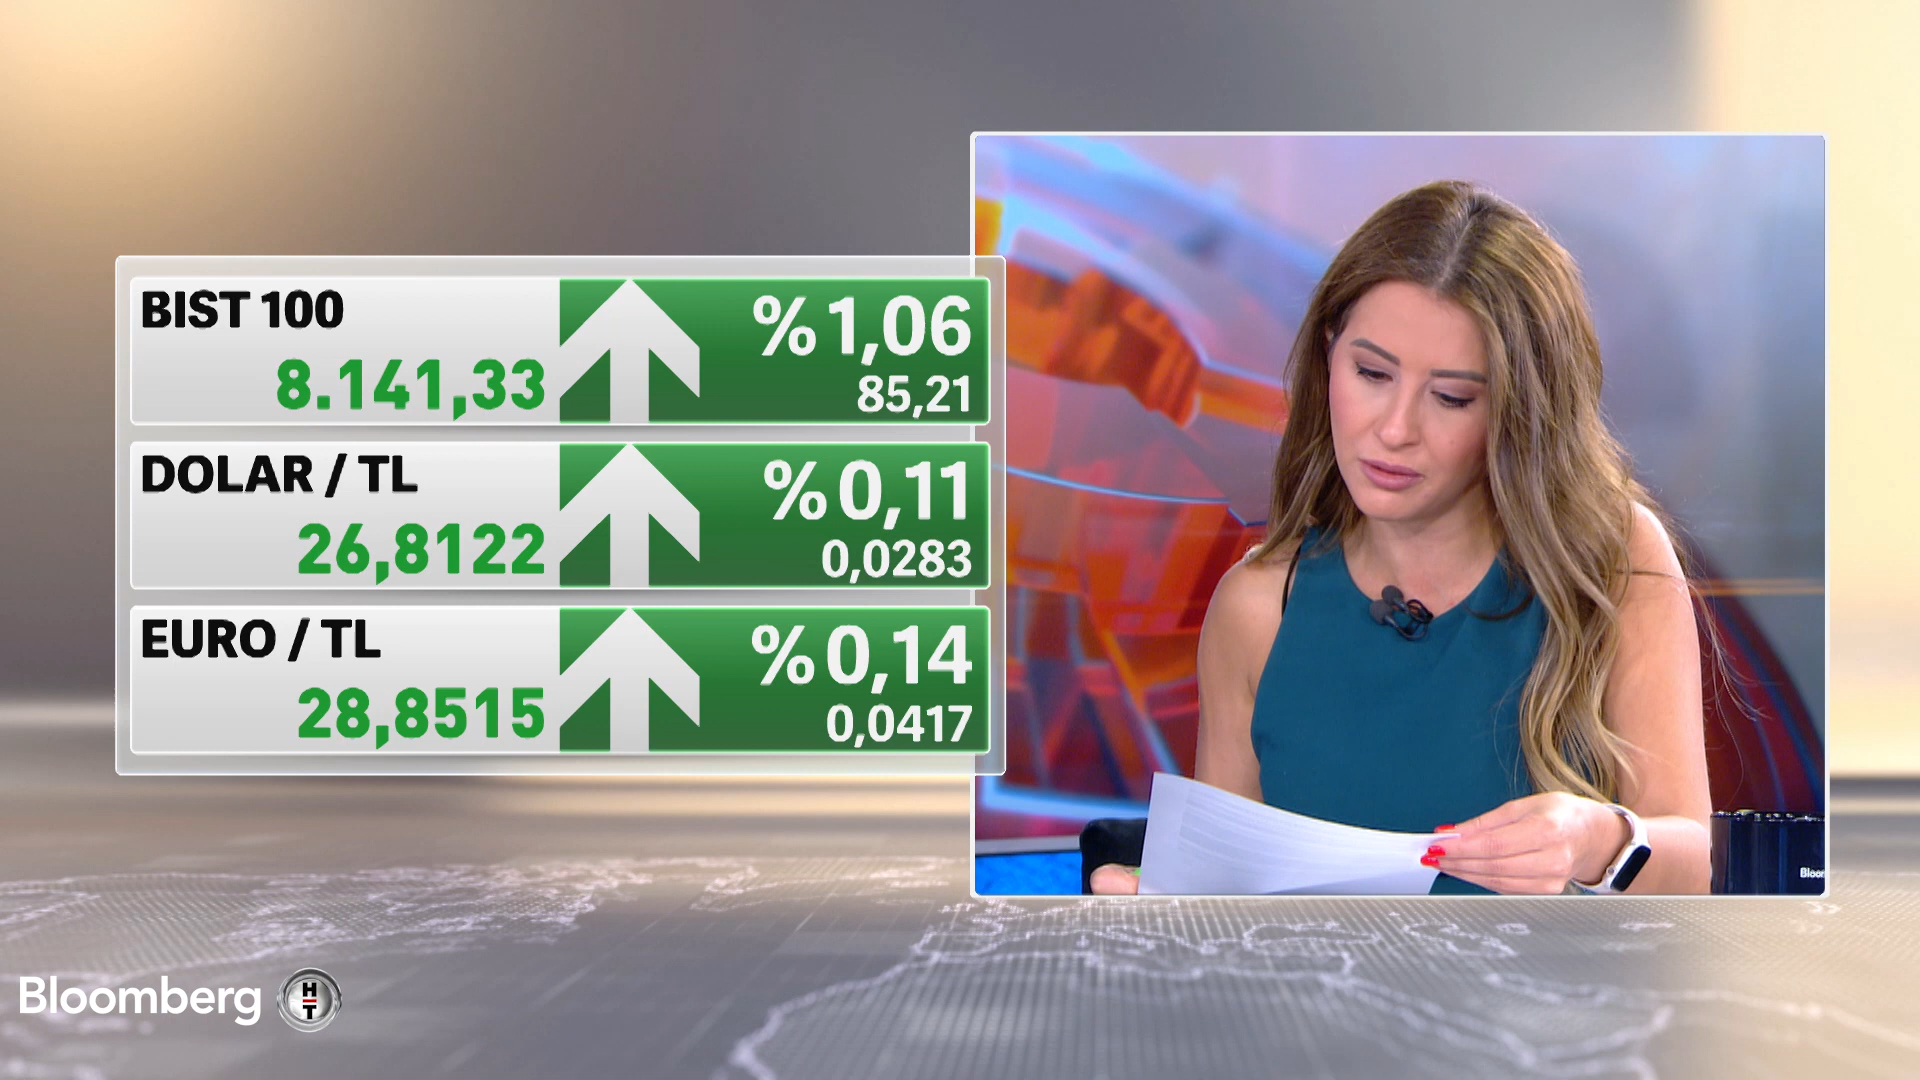 BIST 100
8.141,33
%1,06
85,21
DOLAR / TL
26,8122
%0,11
0,0283
EURO / TL
28,8515
%0,14
0,0417
Bloomberg
H
T
Bloom